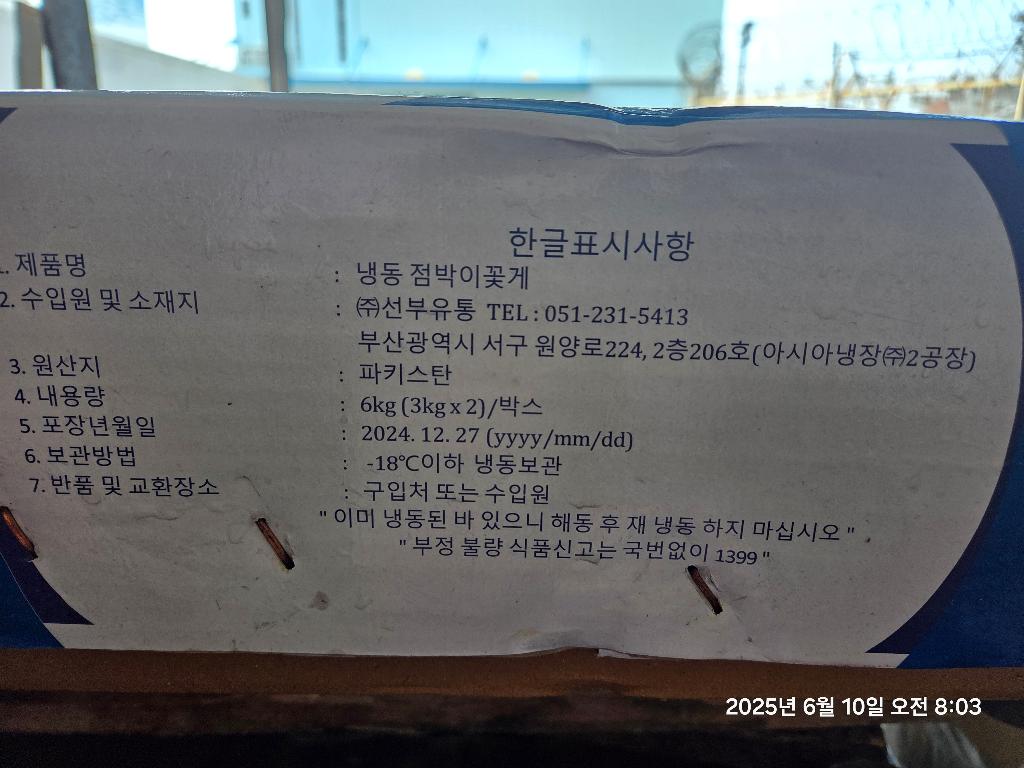 한글표시사항
1. 제품명 : 냉동 점박이꽃게
2. 수입원 및 소재지 : ㈜선부유통 TEL : 051-231-5413
부산광역시 서구 원양로224, 2층206호(아시아냉장㈜2공장)
3. 원산지 : 파키스탄
4. 내용량 : 6kg (3kg x 2)/박스
5. 포장년월일 : 2024. 12. 27 (yyyy/mm/dd)
6. 보관방법 : -18℃이하 냉동보관
7. 반품 및 교환장소 : 구입처 또는 수입원
" 이미 냉동된 바 있으니 해동 후 재 냉동 하지 마십시오 "
" 부정 불량 식품신고는 국번없이 1399 "
2025년 6월 10일 오전 8:03